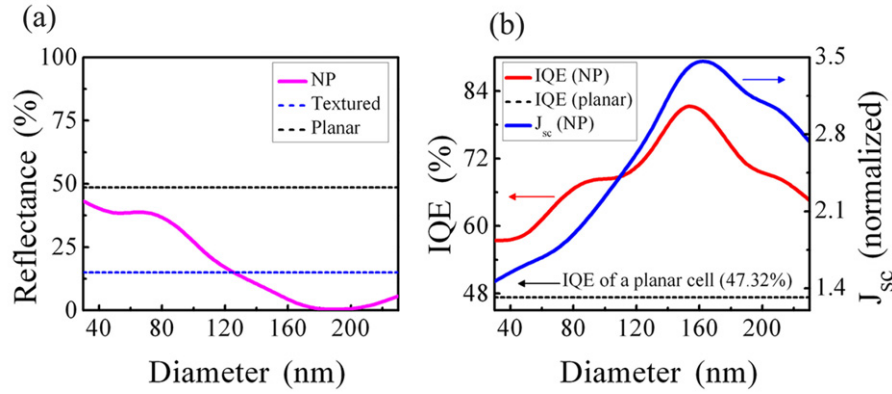 (a)
100
75
50
25
0
Reflectance (%)
NP
Textured
Planar
40
80
120
160
200
Diameter (nm)
(b)
84
72
60
48
IQE (%)
IQE (NP)
IQE (planar)
J_sc (NP)
IQE of a planar cell (47.32%)
3.5
2.8
2.1
1.4
J_sc (normalized)
40
80
120
160
200
Diameter (nm)